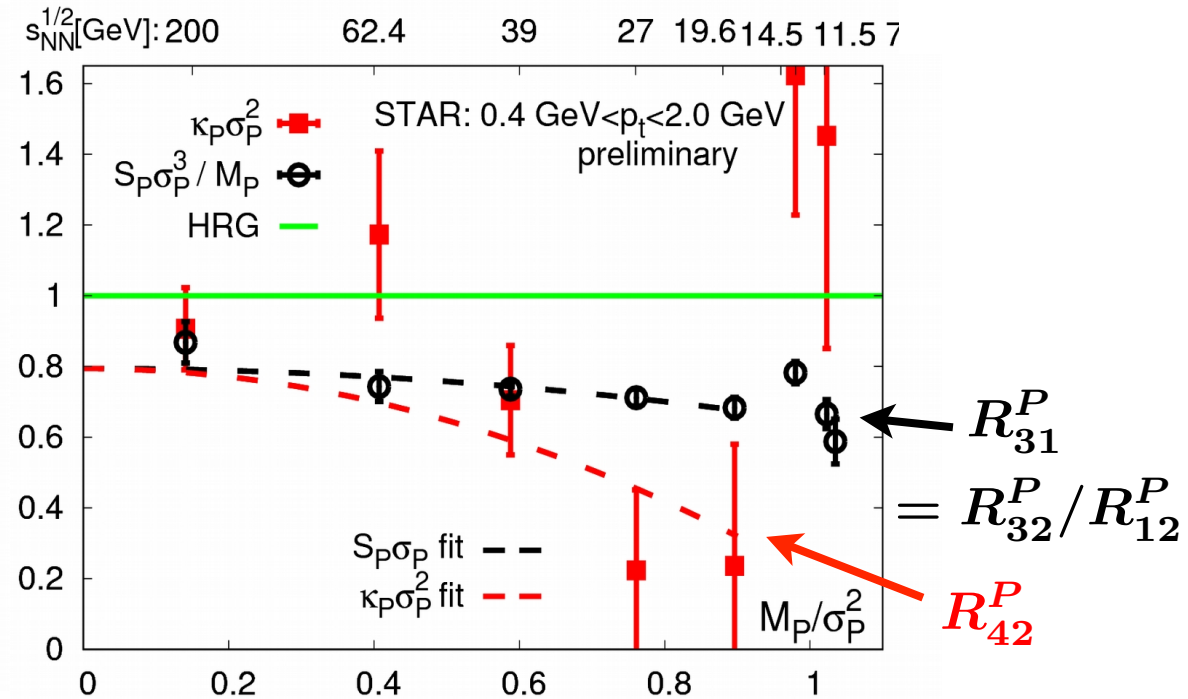 s_NN^1/2[GeV]: 200 62.4 39 27 19.6 14.5 11.5 7
1.6
1.4
1.2
1
0.8
0.6
0.4
0.2
0
κ_Pσ_P^2
S_Pσ_P^3 / M_P
HRG
STAR: 0.4 GeV<p_t<2.0 GeV
preliminary
R_31^P
= R_32^P/R_12^P
R_42^P
S_Pσ_P fit
κ_Pσ_P^2 fit
M_P/σ_P^2
0 0.2 0.4 0.6 0.8 1